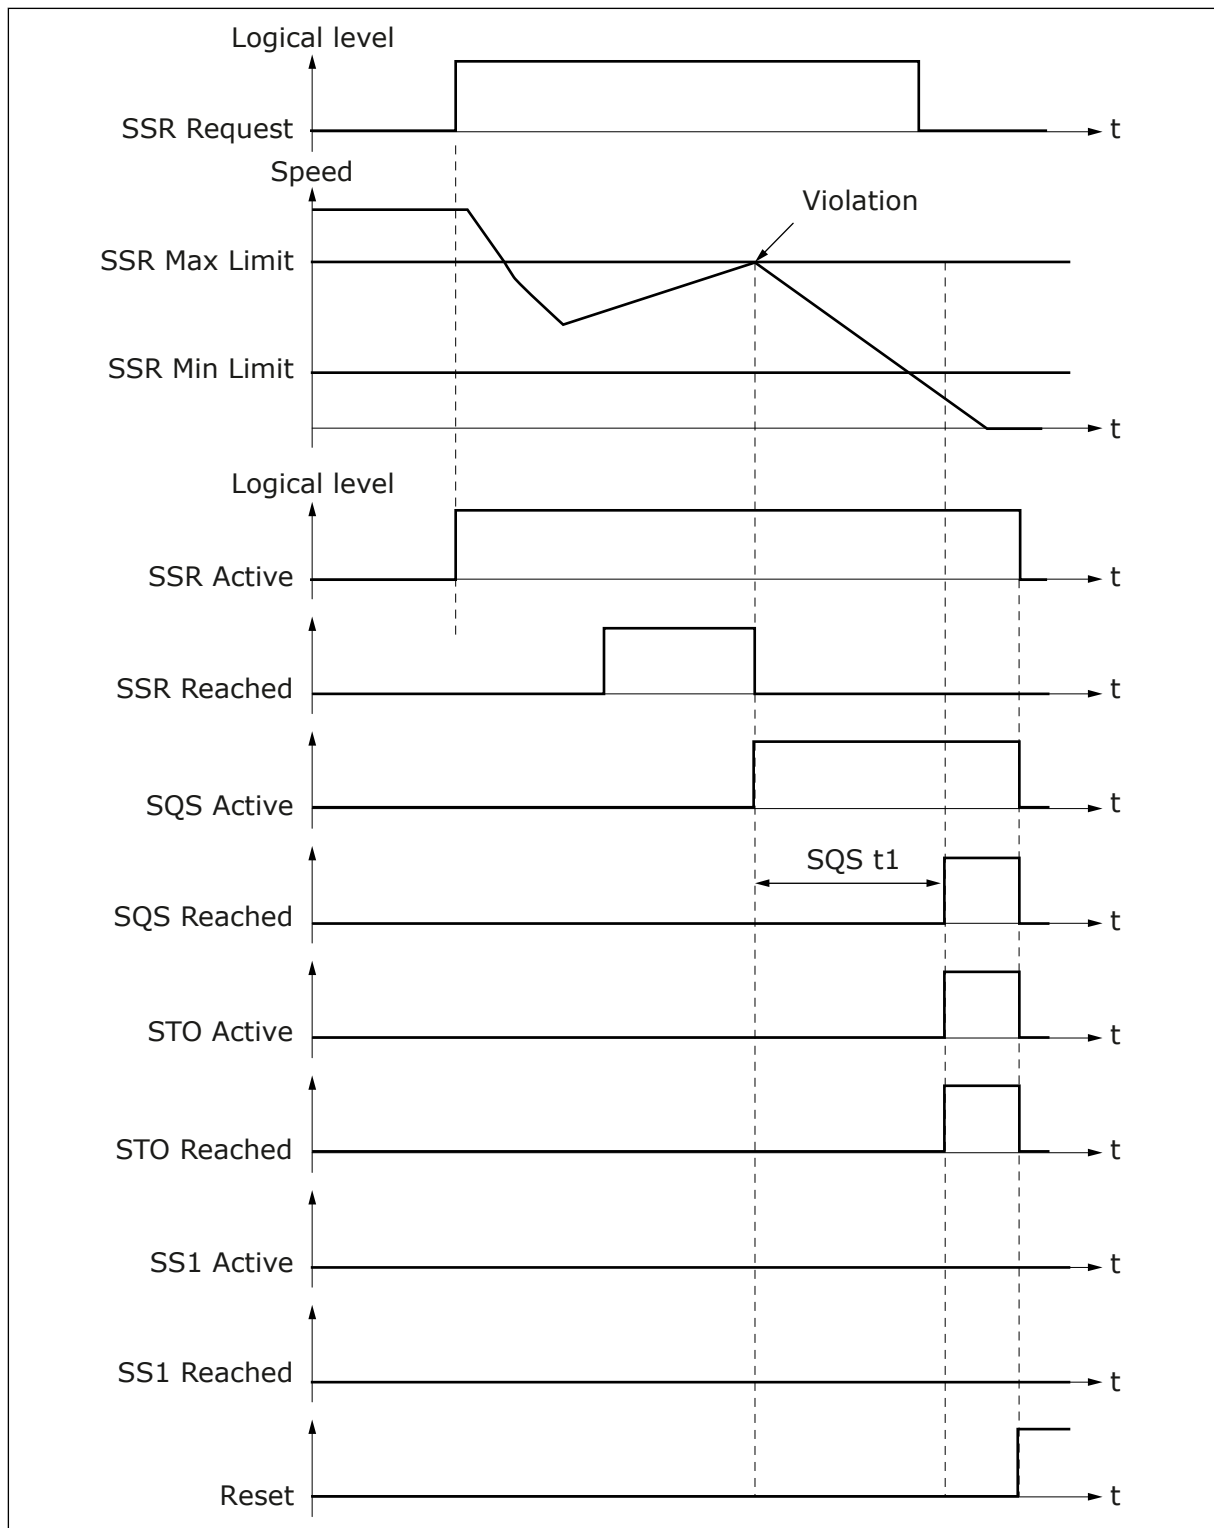 Logical level
SSR Request
t
Speed
Violation
SSR Max Limit
SSR Min Limit
t
Logical level
SSR Active
t
SSR Reached
t
SQS Active
t
SQS t1
SQS Reached
t
STO Active
t
STO Reached
t
SS1 Active
t
SS1 Reached
t
Reset
t